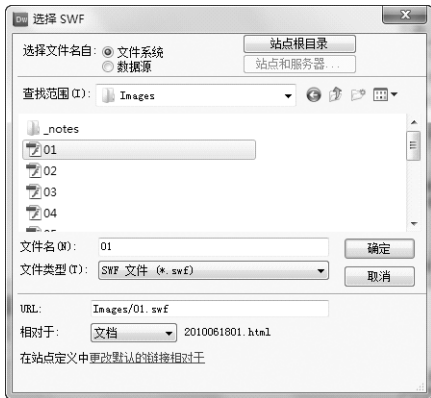 Dw 选择 SWF
选择文件名自: 文件系统 站点根目录
数据源 站点和服务器...
查找范围(I): Images
_notes
01
02
03
04
文件名(N): 01 确定
文件类型(T): SWF 文件 (*.swf) 取消
URL: Images/01.swf
相对于: 文档 2010061801.html
在站点定义中更改默认的链接相对于